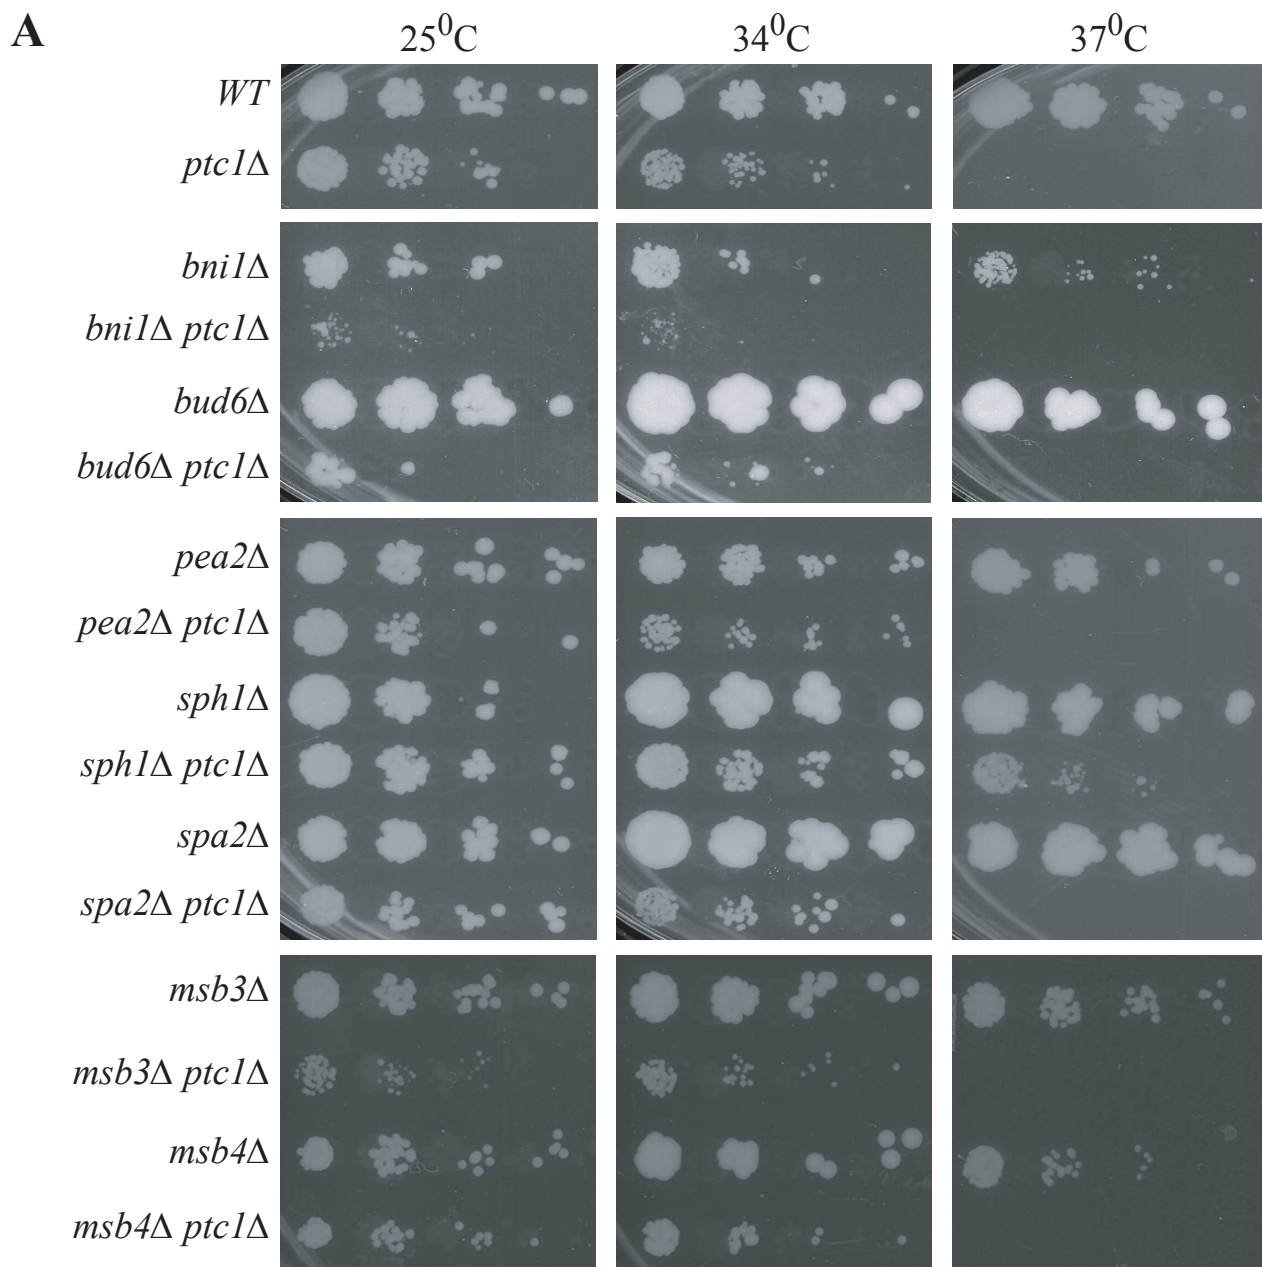 A
25⁰C 34⁰C 37⁰C
WT
ptc1Δ
bni1Δ
bni1Δ ptc1Δ
bud6Δ
bud6Δ ptc1Δ
pea2Δ
pea2Δ ptc1Δ
sph1Δ
sph1Δ ptc1Δ
spa2Δ
spa2Δ ptc1Δ
msb3Δ
msb3Δ ptc1Δ
msb4Δ
msb4Δ ptc1Δ